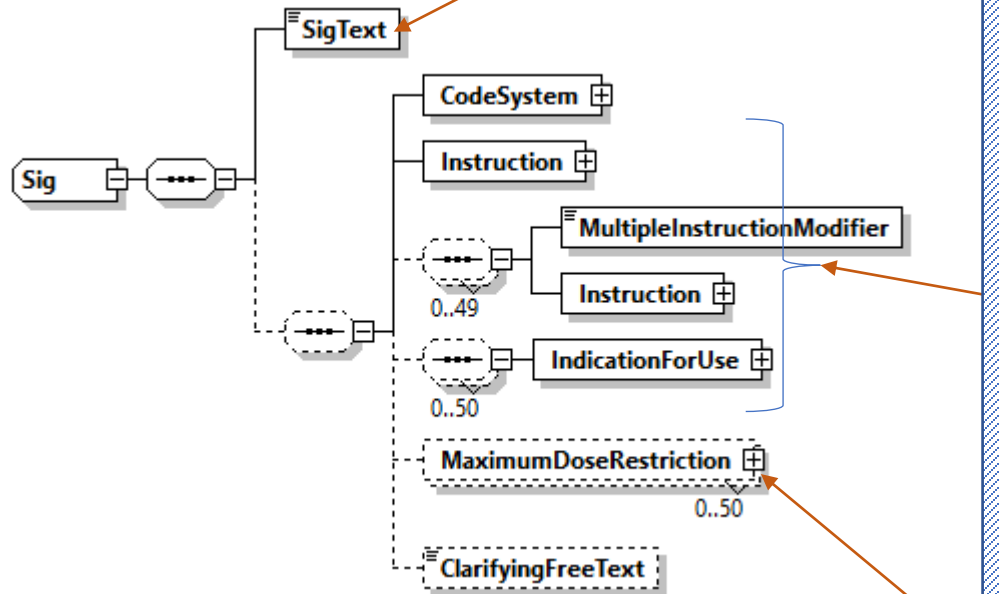 SigText
CodeSystem
Instruction
Sig
MultipleInstructionModifier
0..49
Instruction
IndicationForUse
0..50
MaximumDoseRestriction
0..50
ClarifyingFreeText